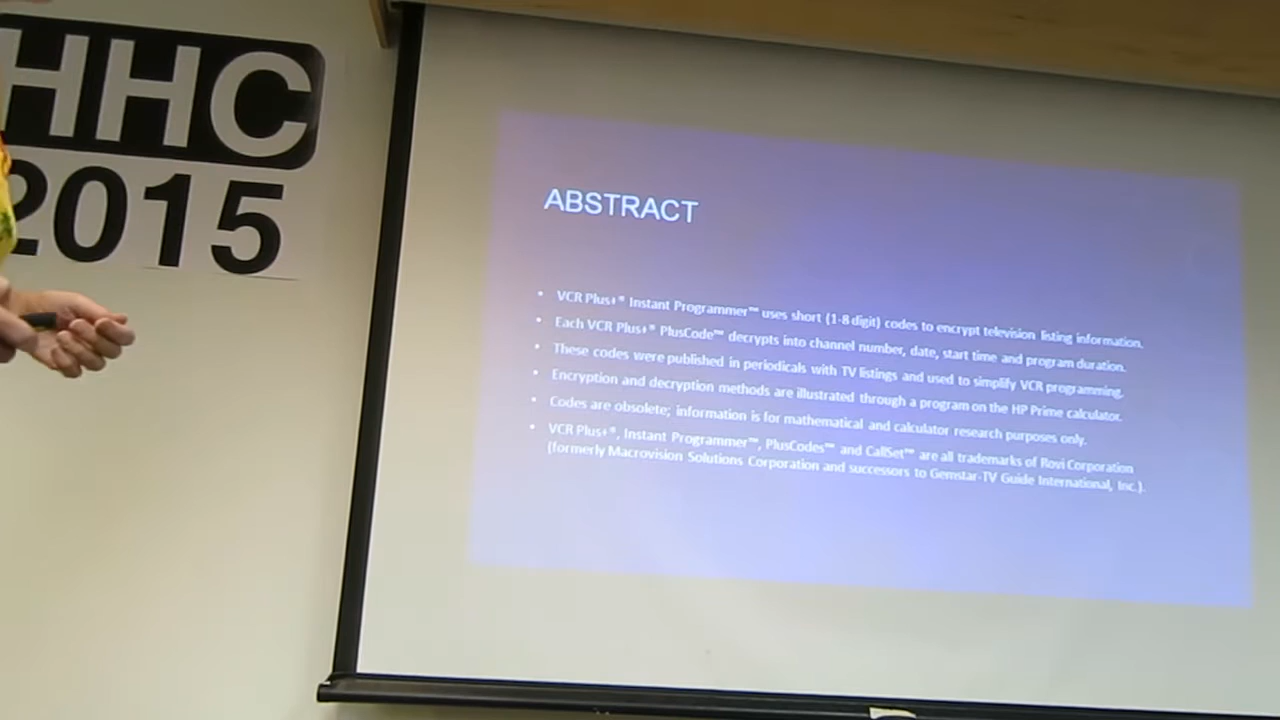 HHC
2015
ABSTRACT
• VCR Plus+® Instant Programmer™ uses short (1-8 digit) codes to encrypt television listing information.
• Each VCR Plus+® PlusCode™ decrypts into channel number, date, start time and program duration.
• These codes were published in periodicals with TV listings and used to simplify VCR programming.
• Encryption and decryption methods are illustrated through a program on the HP Prime calculator.
• Codes are obsolete; information is for mathematical and calculator research purposes only.
• VCR Plus+®, Instant Programmer™, PlusCodes™ and CallSet™ are all trademarks of Rovi Corporation
(formerly Macrovision Solutions Corporation and successors to Gemstar-TV Guide International, Inc.).